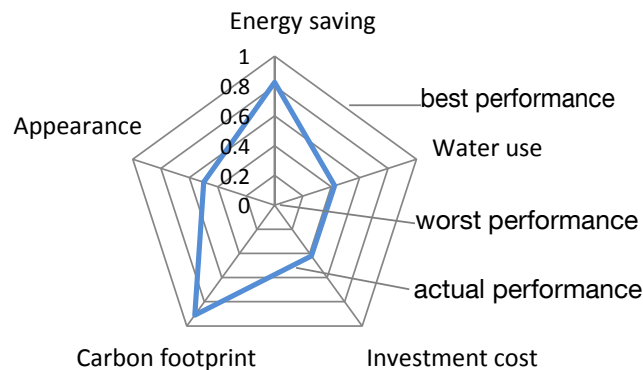 Energy saving
1
0.8
0.6
0.4
0.2
0
best performance
Appearance
Water use
worst performance
actual performance
Carbon footprint
Investment cost